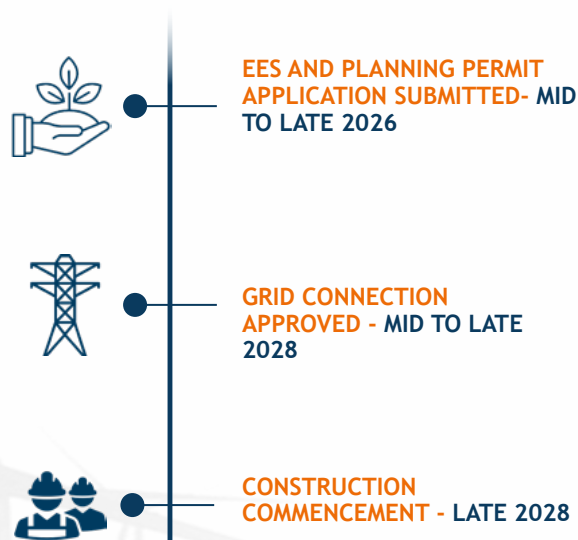 EES AND PLANNING PERMIT
APPLICATION SUBMITTED- MID
TO LATE 2026
GRID CONNECTION
APPROVED - MID TO LATE
2028
CONSTRUCTION
COMMENCEMENT - LATE 2028